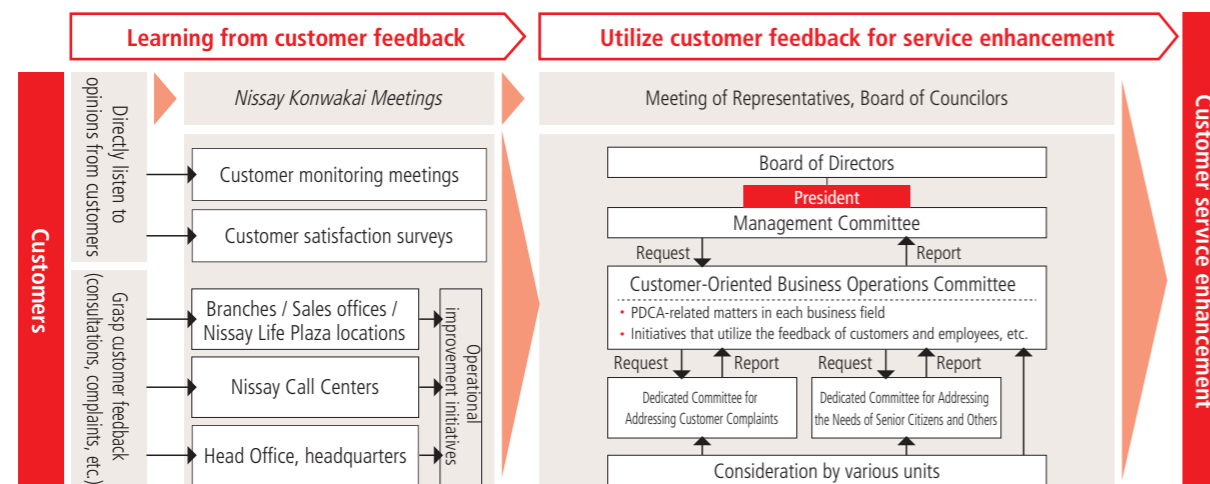 Learning from customer feedback
Utilize customer feedback for service enhancement
Customers
Directly listen to
opinions from customers
Nissay Konwakai Meetings
Customer monitoring meetings
Customer satisfaction surveys
Grasp customer feedback
(consultations, complaints, etc.)
Branches / Sales offices /
Nissay Life Plaza locations
Nissay Call Centers
Head Office, headquarters
Operational
improvement initiatives
Meeting of Representatives, Board of Councilors
Board of Directors
President
Management Committee
Request
Report
Customer-Oriented Business Operations Committee
• PDCA-related matters in each business field
• Initiatives that utilize the feedback of customers and employees, etc.
Request
Report
Request
Report
Dedicated Committee for
Addressing Customer Complaints
Dedicated Committee for Addressing
the Needs of Senior Citizens and Others
Consideration by various units
Customer service enhancement